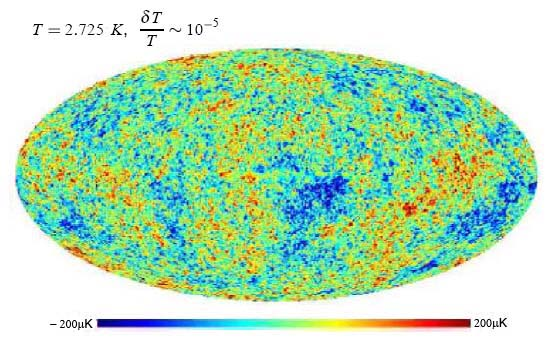 T = 2.725 K, δT/T ∼ 10⁻⁵
−200µK 200µK